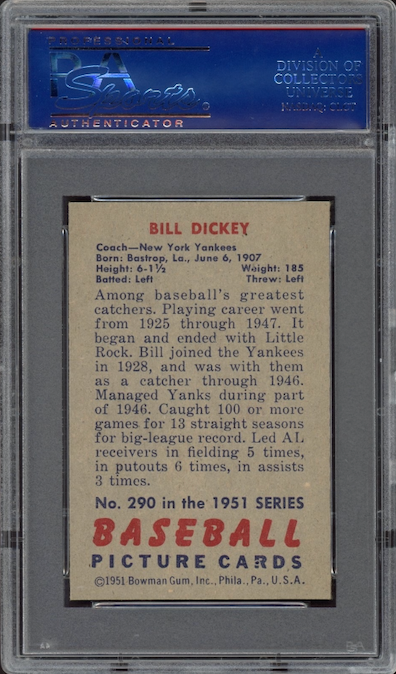 PROFESSIONAL
PSA
Sports
AUTHENTICATOR
A
DIVISION OF
COLLECTORS
UNIVERSE
NASDAQ: CLCT
BILL DICKEY
Coach—New York Yankees
Born: Bastrop, La., June 6, 1907
Height: 6-1½ Weight: 185
Batted: Left Threw: Left
Among baseball's greatest
catchers. Playing career went
from 1925 through 1947. It
began and ended with Little
Rock. Bill joined the Yankees
in 1928, and was with them
as a catcher through 1946.
Managed Yanks during part
of 1946. Caught 100 or more
games for 13 straight seasons
for big-league record. Led AL
receivers in fielding 5 times,
in putouts 6 times, in assists
3 times.
No. 290 in the 1951 SERIES
BASEBALL
PICTURE CARDS
©1951 Bowman Gum, Inc., Phila., Pa., U.S.A.